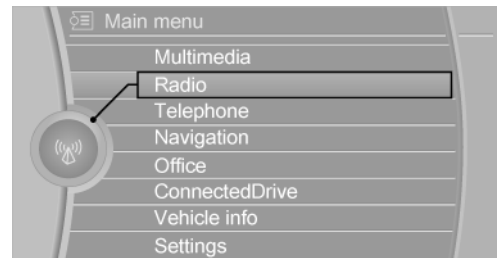 Main menu
Multimedia
Radio
Telephone
Navigation
Office
ConnectedDrive
Vehicle info
Settings